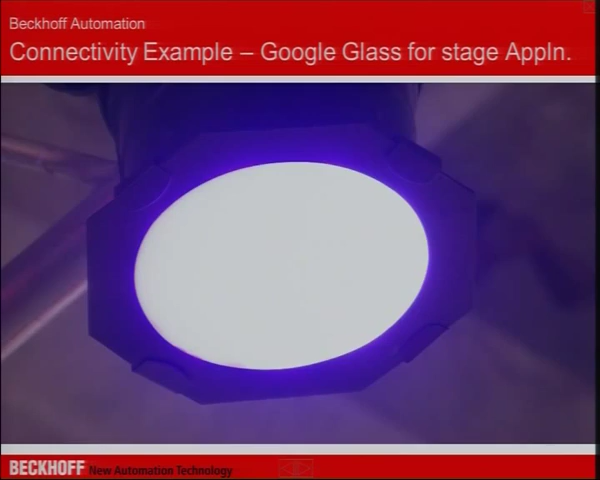 Beckhoff Automation
Connectivity Example – Google Glass for stage Appln.
BECKHOFF New Automation Technology